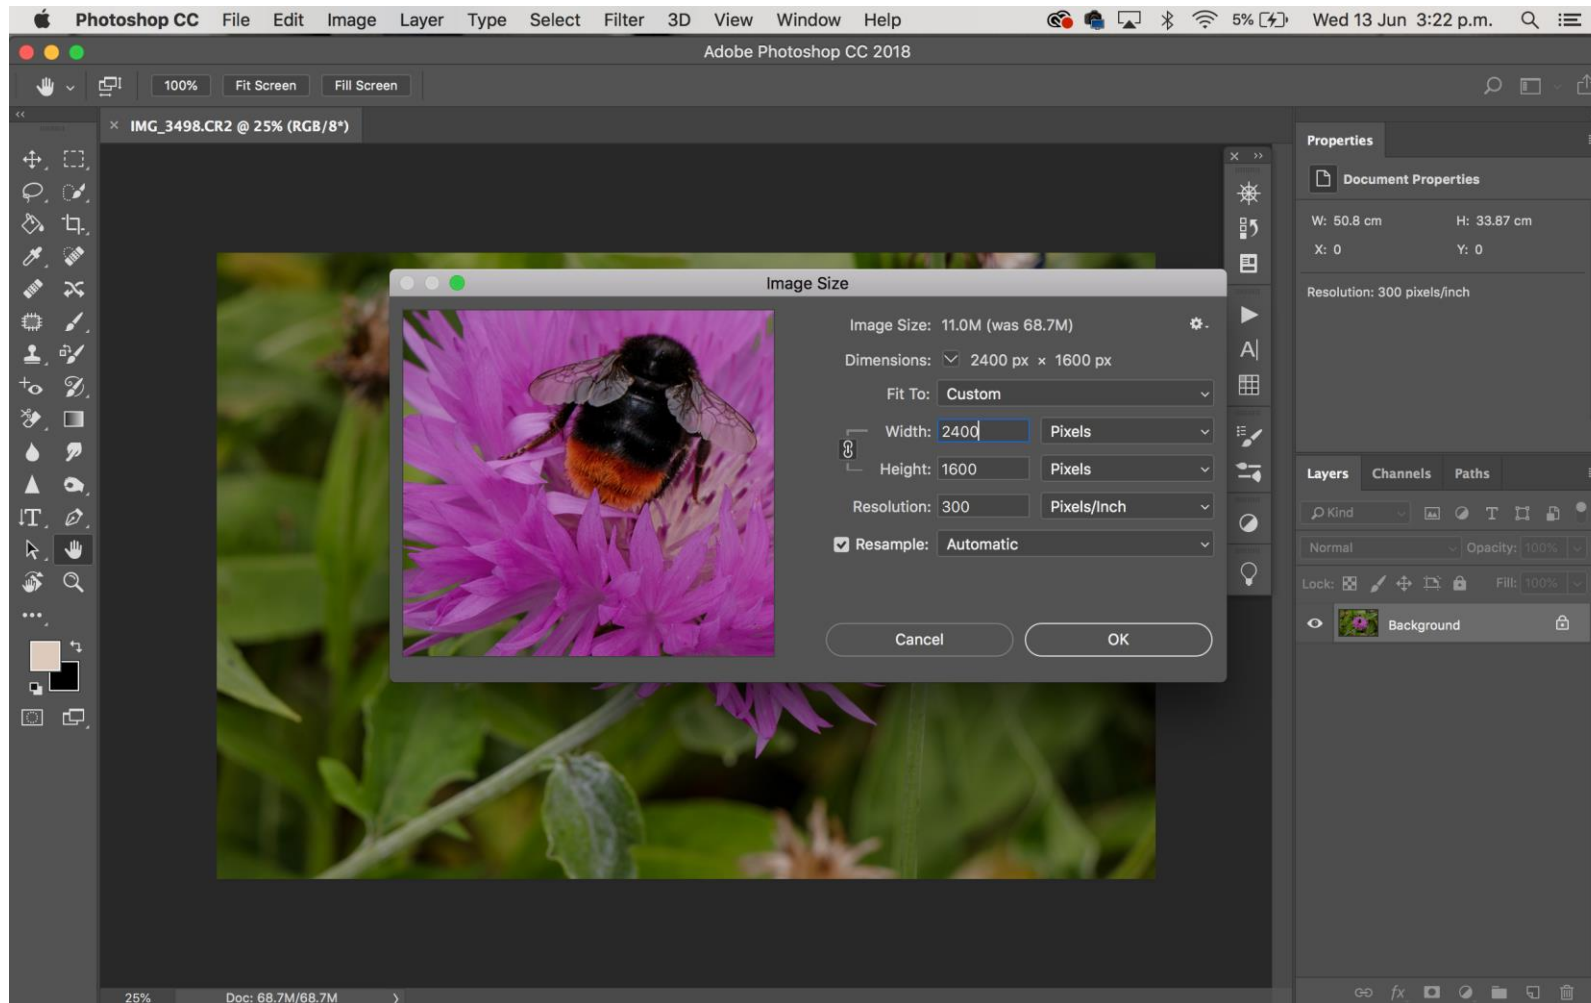 Photoshop CC File Edit Image Layer Type Select Filter 3D View Window Help 5% Wed 13 Jun 3:22 p.m.
Adobe Photoshop CC 2018
100% Fit Screen Fill Screen
× IMG_3498.CR2 @ 25% (RGB/8*)
Properties
Document Properties
W: 50.8 cm H: 33.87 cm
X: 0 Y: 0
Resolution: 300 pixels/inch
Image Size
Image Size: 11.0M (was 68.7M)
Dimensions: 2400 px × 1600 px
Fit To: Custom
Width: 2400 Pixels
Height: 1600 Pixels
Resolution: 300 Pixels/Inch
Resample: Automatic
Cancel OK
Layers Channels Paths
Kind
Normal Opacity: 100%
Lock: Fill: 100%
Background
25% Doc: 68.7M/68.7M